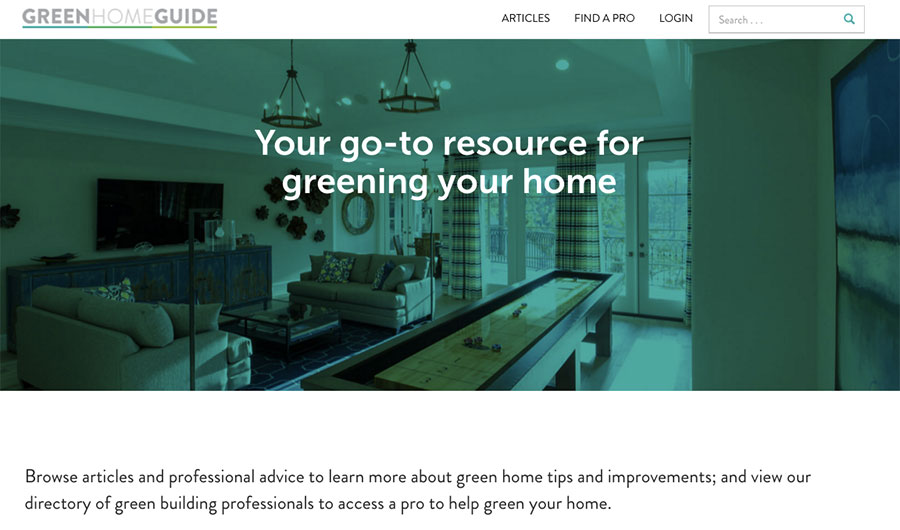 GREENHOMEGUIDE
ARTICLES FIND A PRO LOGIN Search . . .
Your go-to resource for
greening your home
Browse articles and professional advice to learn more about green home tips and improvements; and view our
directory of green building professionals to access a pro to help green your home.